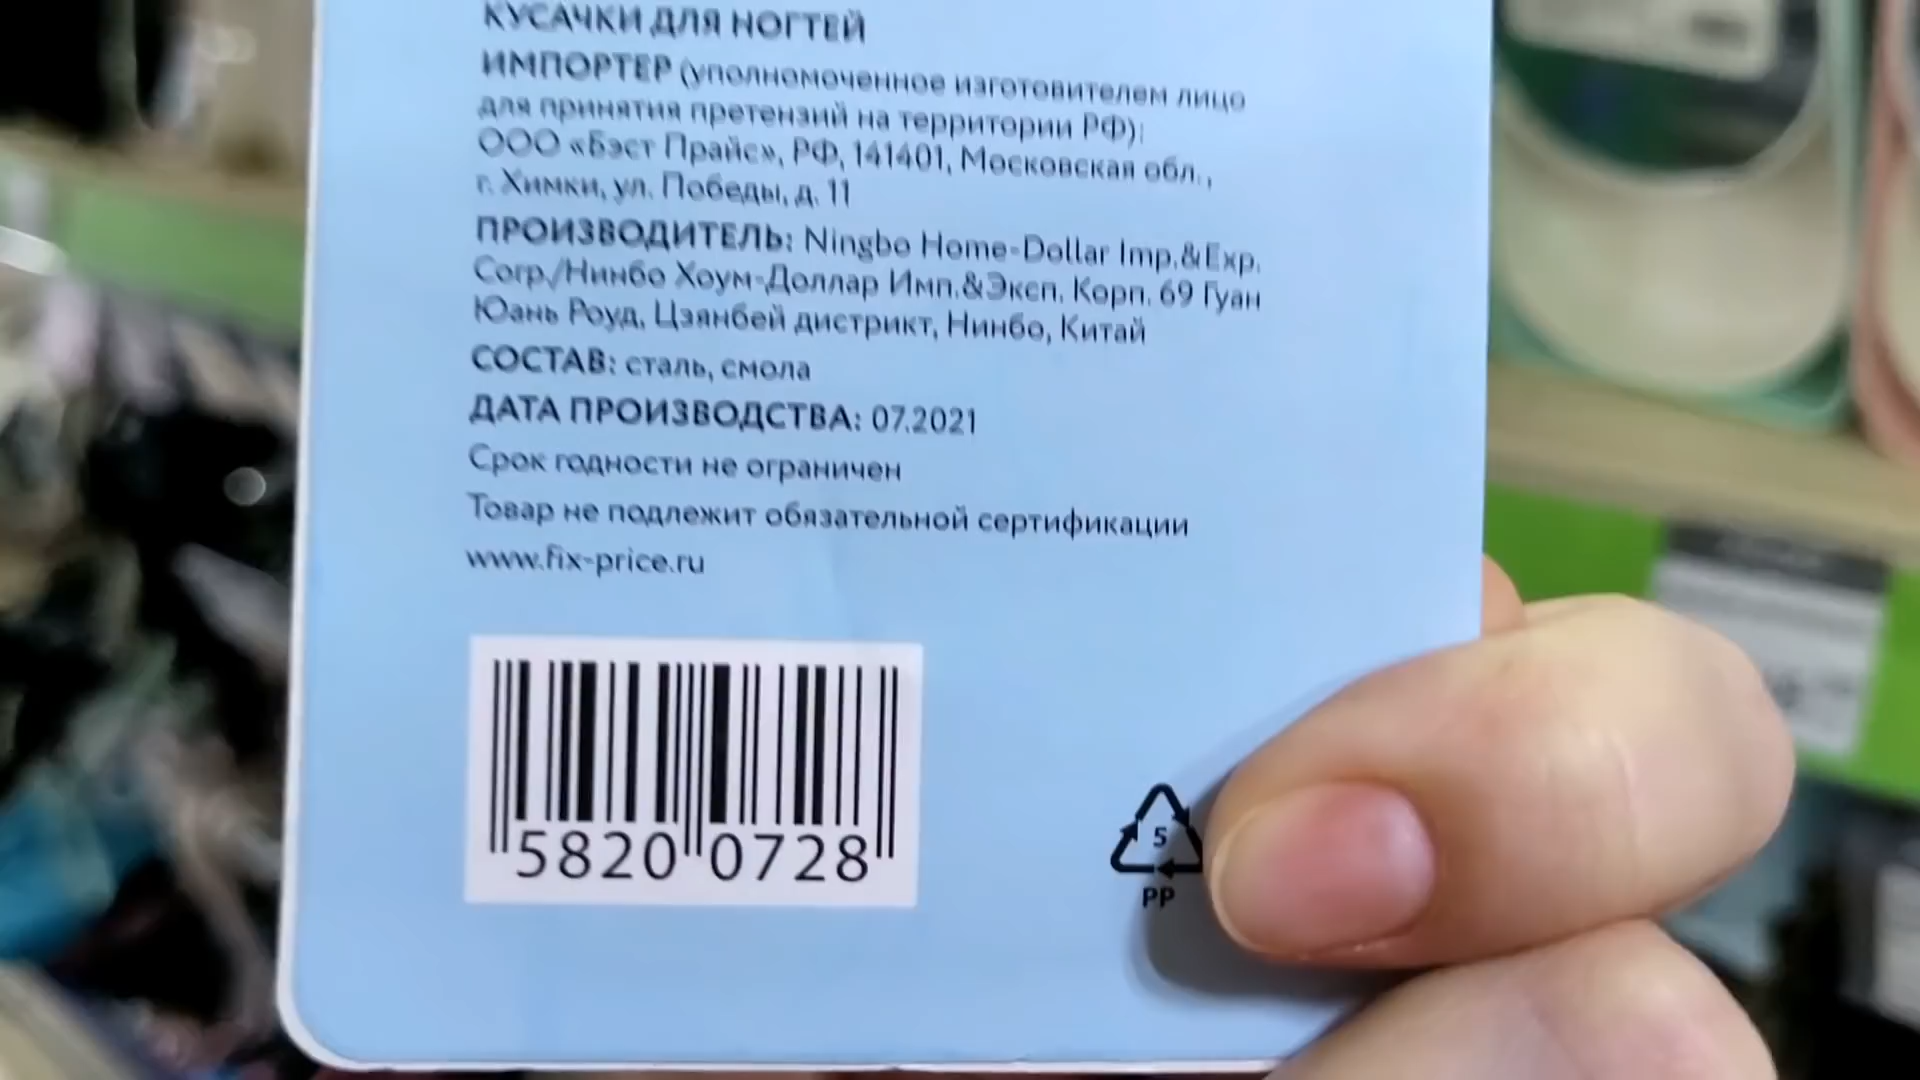 КУСАЧКИ ДЛЯ НОГТЕЙ
ИМПОРТЕР (уполномоченное изготовителем лицо
для принятия претензий на территории РФ):
ООО «Бэст Прайс», РФ, 141401, Московская обл.,
г. Химки, ул. Победы, д. 11
ПРОИЗВОДИТЕЛЬ: Ningbo Home-Dollar Imp.&Exp.
Corp./Нинбо Хоум-Доллар Имп.&Эксп. Корп. 69 Гуан
Юань Роуд, Цзянбей дистрикт, Нинбо, Китай
СОСТАВ: сталь, смола
ДАТА ПРОИЗВОДСТВА: 07.2021
Срок годности не ограничен
Товар не подлежит обязательной сертификации
www.fix-price.ru
5820 0728
5
PP